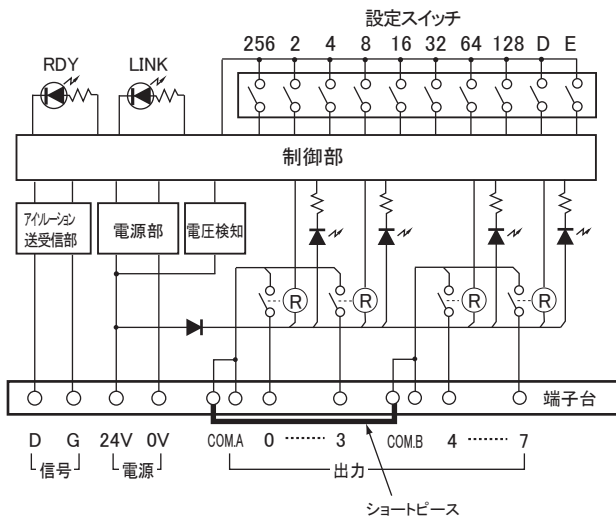 設定スイッチ
256 2 4 8 16 32 64 128 D E
RDY LINK
制御部
アイソレーション
送受信部
電源部
電圧検知
R R R R
端子台
D G 24V 0V COM.A 0 ……… 3 COM.B 4 ……… 7
信号 電源 出力
ショートピース